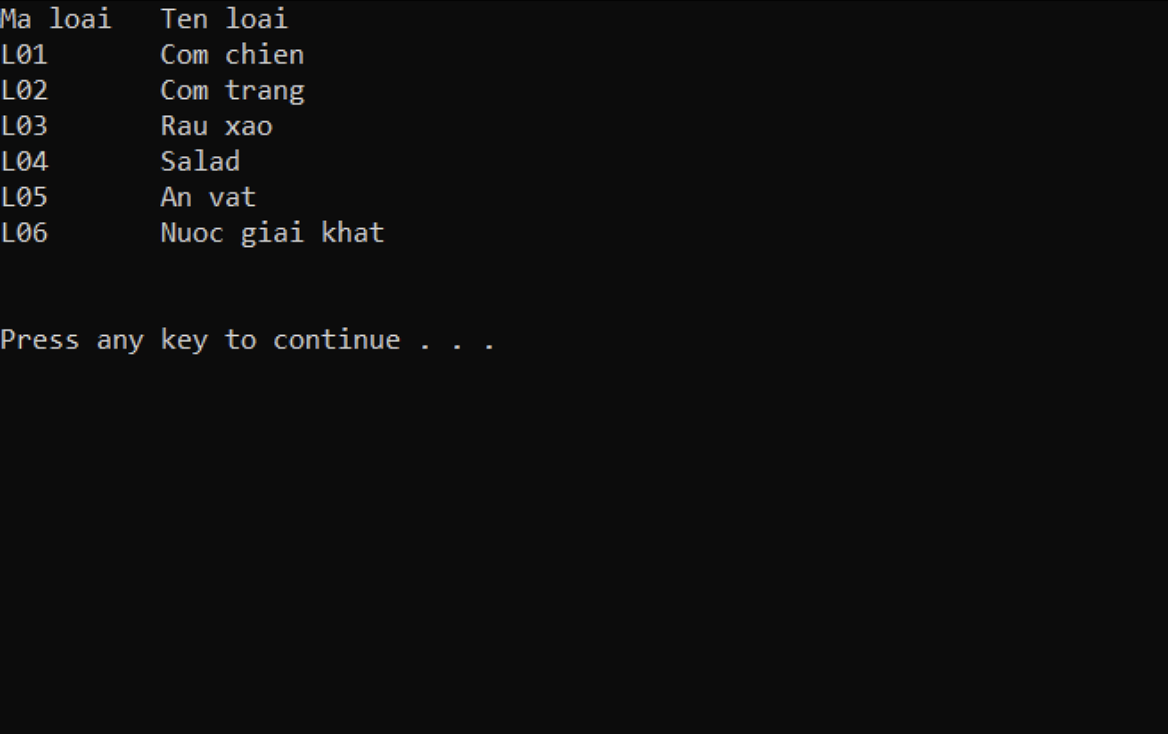 Ma loai   Ten loai
L01       Com chien
L02       Com trang
L03       Rau xao
L04       Salad
L05       An vat
L06       Nuoc giai khat
Press any key to continue . . .